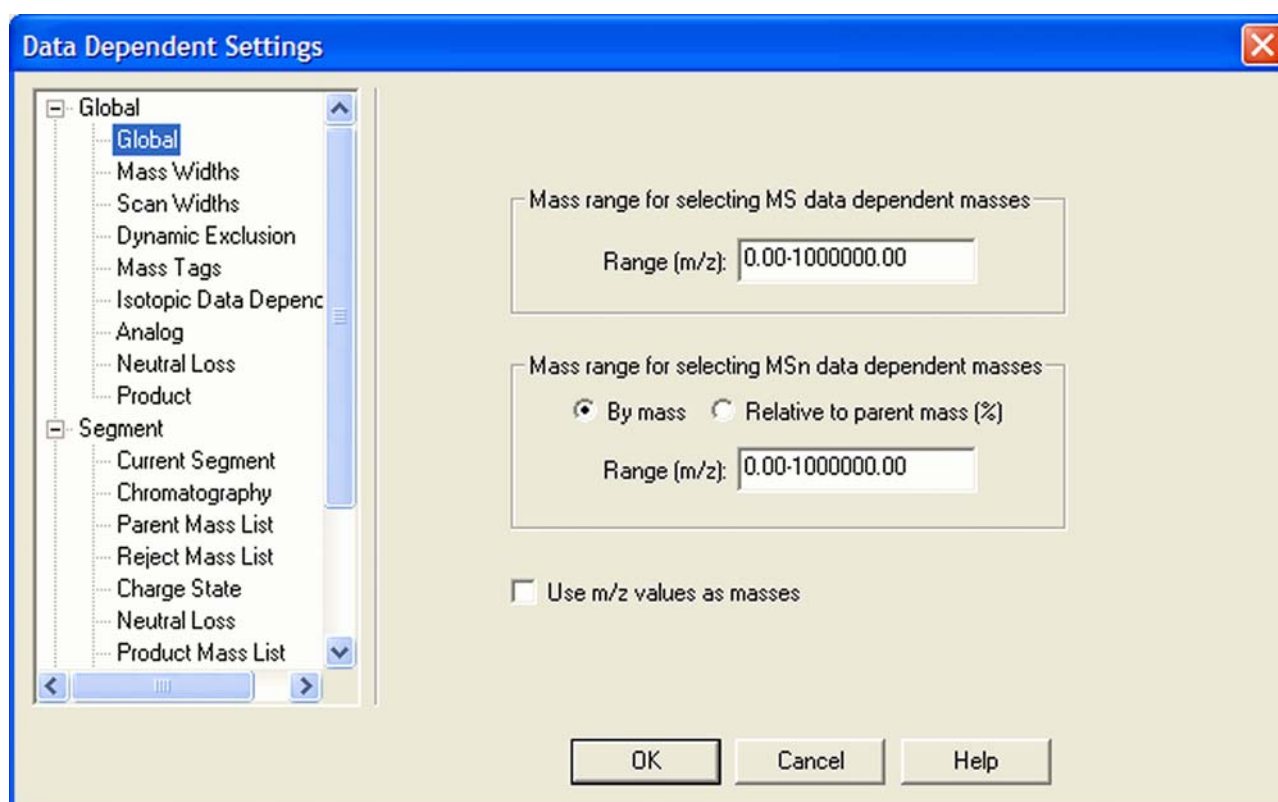 Data Dependent Settings
Global
Global
Mass Widths
Scan Widths
Dynamic Exclusion
Mass Tags
Isotopic Data Depenc
Analog
Neutral Loss
Product
Segment
Current Segment
Chromatography
Parent Mass List
Reject Mass List
Charge State
Neutral Loss
Product Mass List
Mass range for selecting MS data dependent masses
Range (m/z): 0.00-1000000.00
Mass range for selecting MSn data dependent masses
By mass Relative to parent mass (%)
Range (m/z): 0.00-1000000.00
Use m/z values as masses
OK Cancel Help